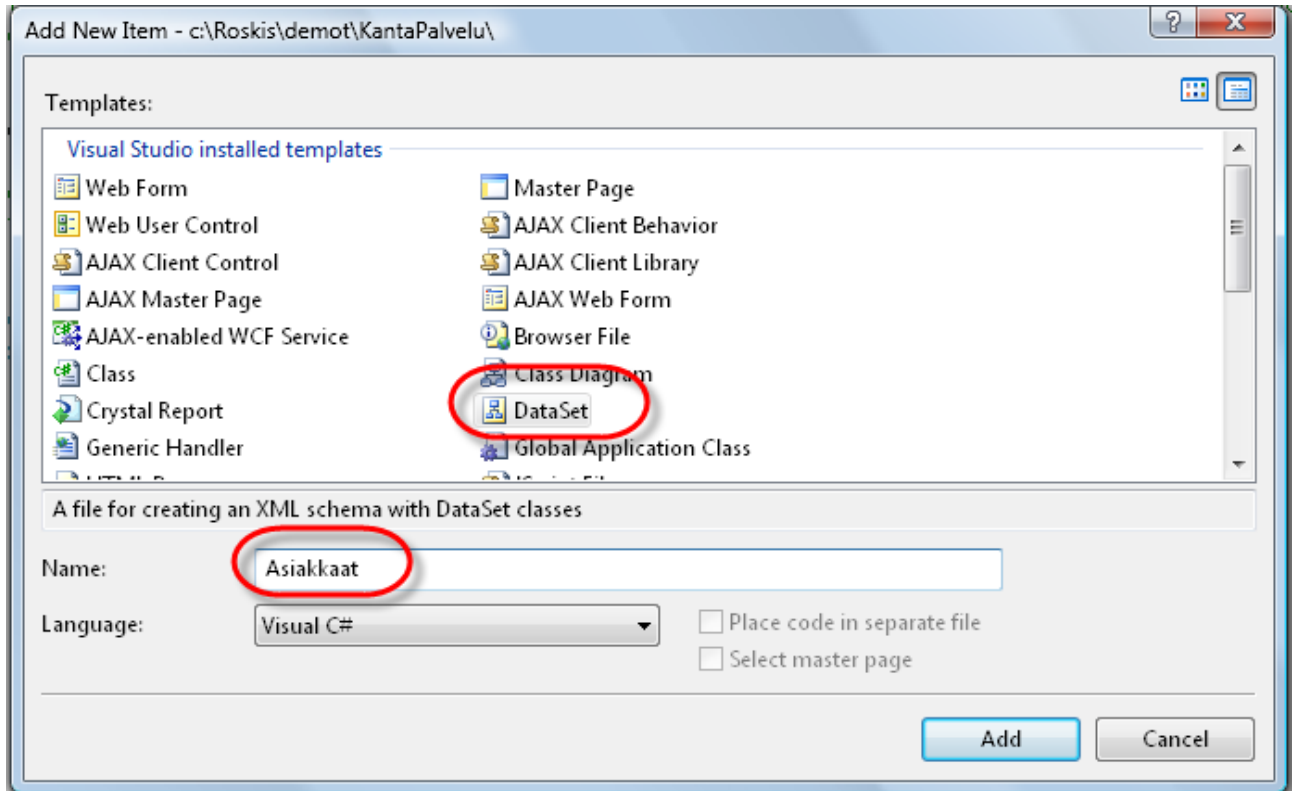 Add New Item - c:\Roskis\demot\KantaPalvelu\
Templates:
Visual Studio installed templates
Web Form Master Page
Web User Control AJAX Client Behavior
AJAX Client Control AJAX Client Library
AJAX Master Page AJAX Web Form
AJAX-enabled WCF Service Browser File
Class Class Diagram
Crystal Report DataSet
Generic Handler Global Application Class
A file for creating an XML schema with DataSet classes
Name: Asiakkaat
Language: Visual C# Place code in separate file
Select master page
Add Cancel